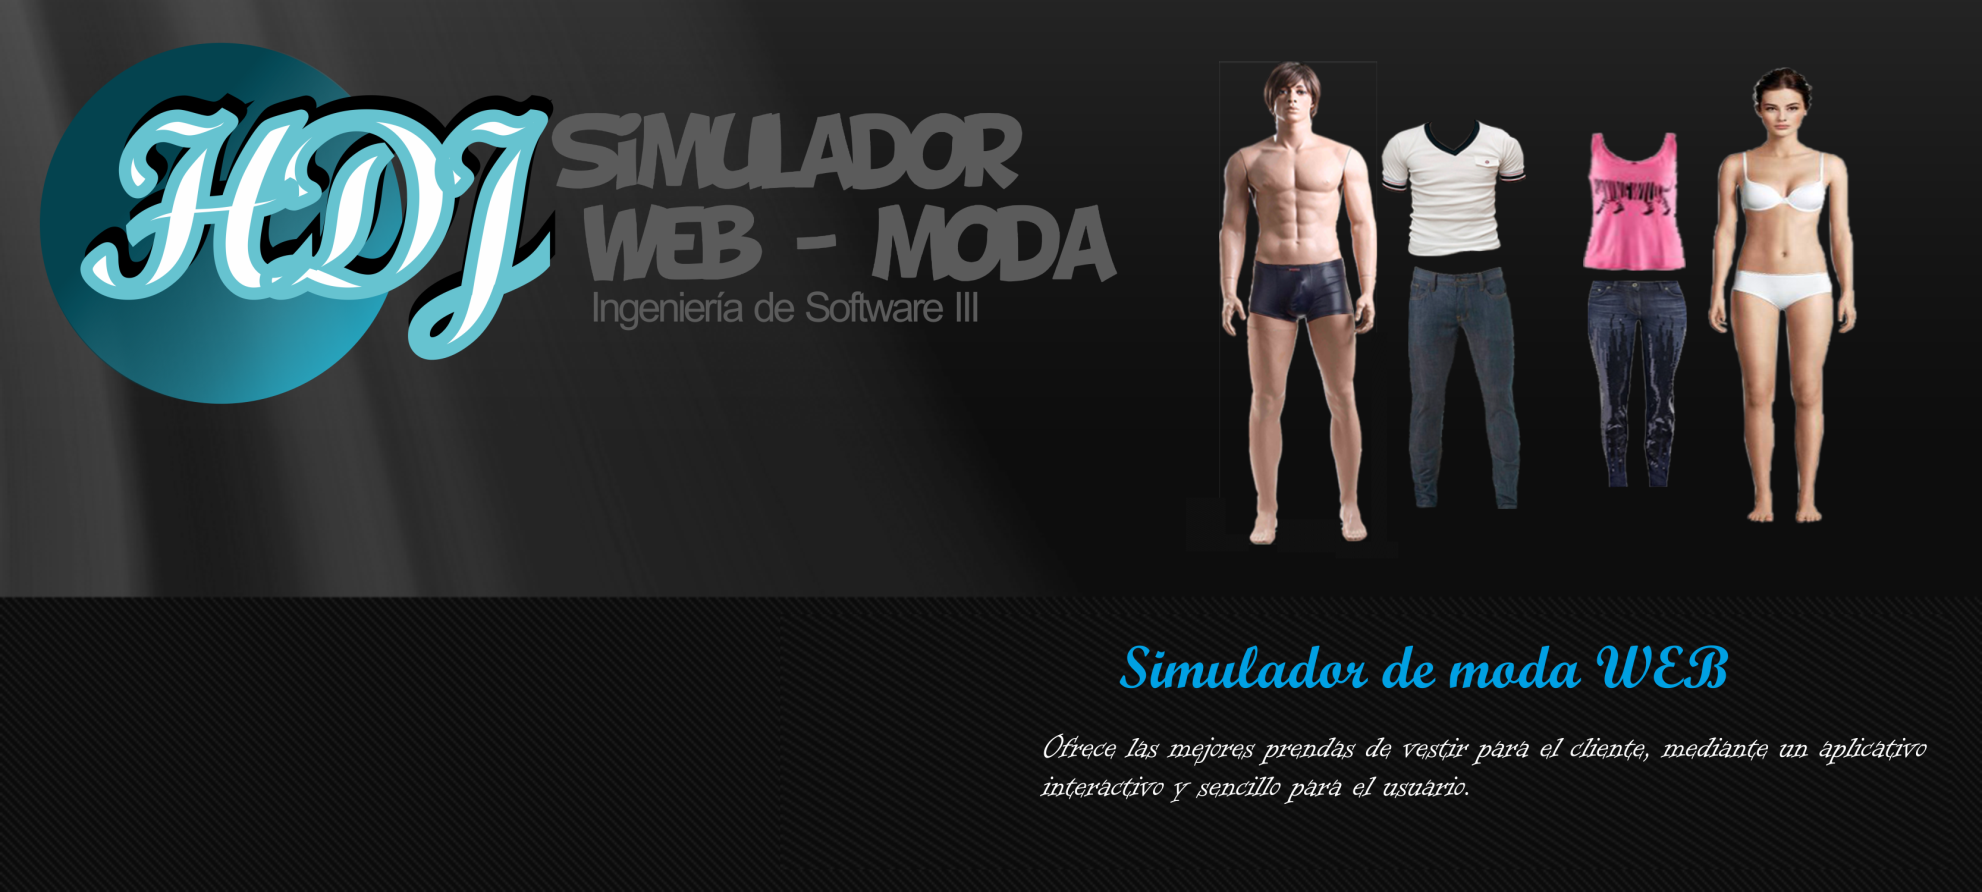 HDJ
SiMULADOR
WEB - MODA
Ingeniería de Software III
Simulador de moda WEB
Ofrece las mejores prendas de vestir para el cliente, mediante un aplicativo
interactivo y sencillo para el usuario.